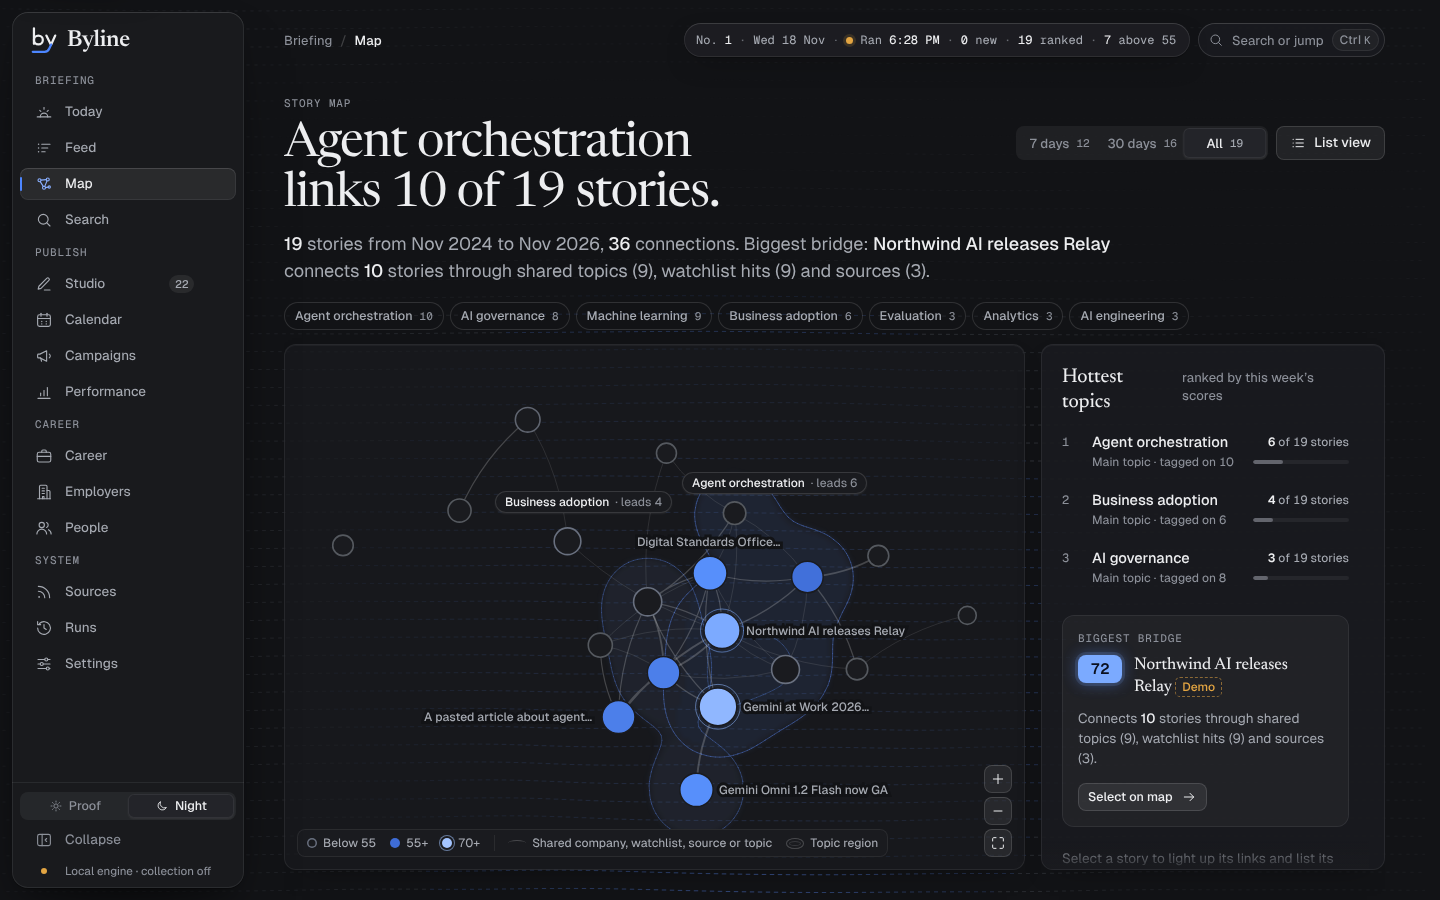 by Byline
BRIEFING
Today
Feed
Map
Search
PUBLISH
Studio 22
Calendar
Campaigns
Performance
CAREER
Career
Employers
People
SYSTEM
Sources
Runs
Settings
Proof Night
Collapse
Local engine · collection off
Briefing / Map
No. 1 · Wed 18 Nov · Ran 6:28 PM · 0 new · 19 ranked · 7 above 55
Search or jump Ctrl K
STORY MAP
Agent orchestration
links 10 of 19 stories.
7 days 12 30 days 16 All 19
List view
19 stories from Nov 2024 to Nov 2026, 36 connections. Biggest bridge: Northwind AI releases Relay
connects 10 stories through shared topics (9), watchlist hits (9) and sources (3).
Agent orchestration 10 AI governance 8 Machine learning 9 Business adoption 6 Evaluation 3 Analytics 3 AI engineering 3
Agent orchestration · leads 6
Business adoption · leads 4
Digital Standards Office…
Northwind AI releases Relay
Gemini at Work 2026…
A pasted article about agent…
Gemini Omni 1.2 Flash now GA
+
−
Below 55 55+ 70+ Shared company, watchlist, source or topic Topic region
Hottest
topics
ranked by this week's
scores
1 Agent orchestration 6 of 19 stories
Main topic · tagged on 10
2 Business adoption 4 of 19 stories
Main topic · tagged on 6
3 AI governance 3 of 19 stories
Main topic · tagged on 8
BIGGEST BRIDGE
72 Northwind AI releases
Relay Demo
Connects 10 stories through shared
topics (9), watchlist hits (9) and sources
(3).
Select on map →
Select a story to light up its links and list its